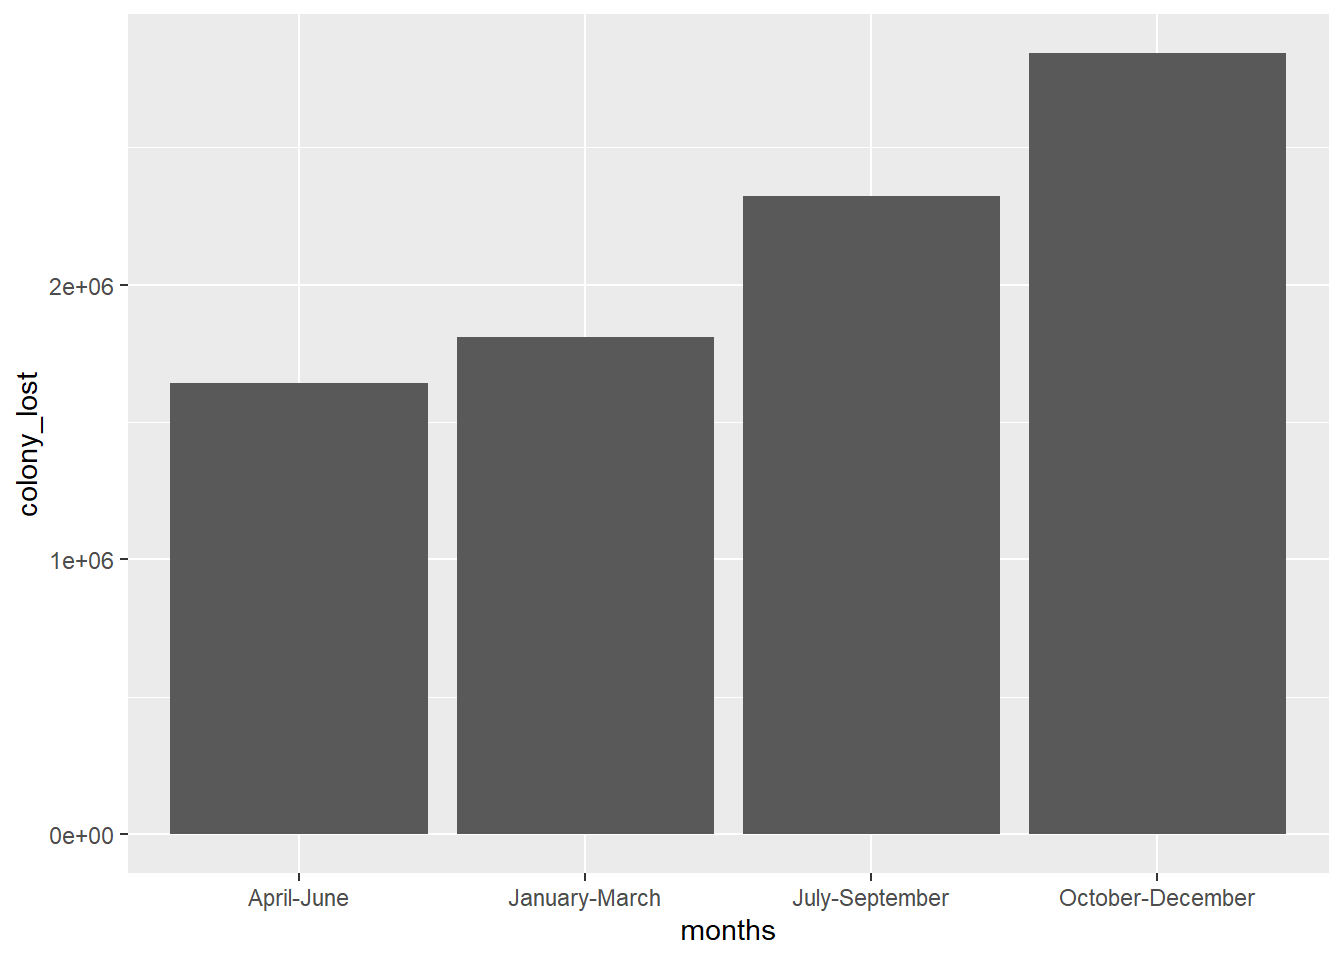 colony_lost
2e+06
1e+06
0e+00
April-June
January-March
July-September
October-December
months